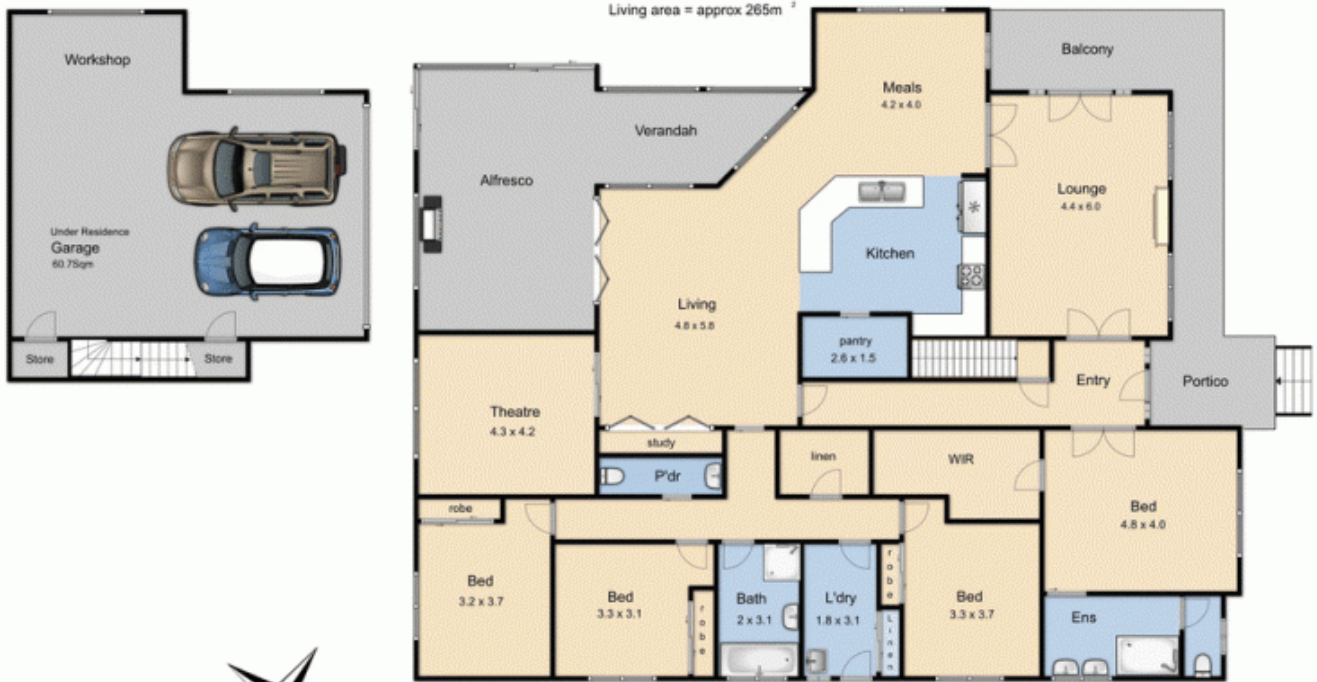 Living area = approx 265m ²
Workshop
Under Residence
Garage
60.7Sqm
Store
Store
Balcony
Meals
4.2 x 4.0
Verandah
Alfresco
Lounge
4.4 x 6.0
Kitchen
Living
4.8 x 5.8
pantry
2.6 x 1.5
Entry
Portico
Theatre
4.3 x 4.2
study
P'dr
linen
WIR
Bed
4.8 x 4.0
robe
Bed
3.2 x 3.7
Bed
3.3 x 3.1
robe
Bath
2 x 3.1
L'dry
1.8 x 3.1
robe
Linen
Bed
3.3 x 3.7
Ens